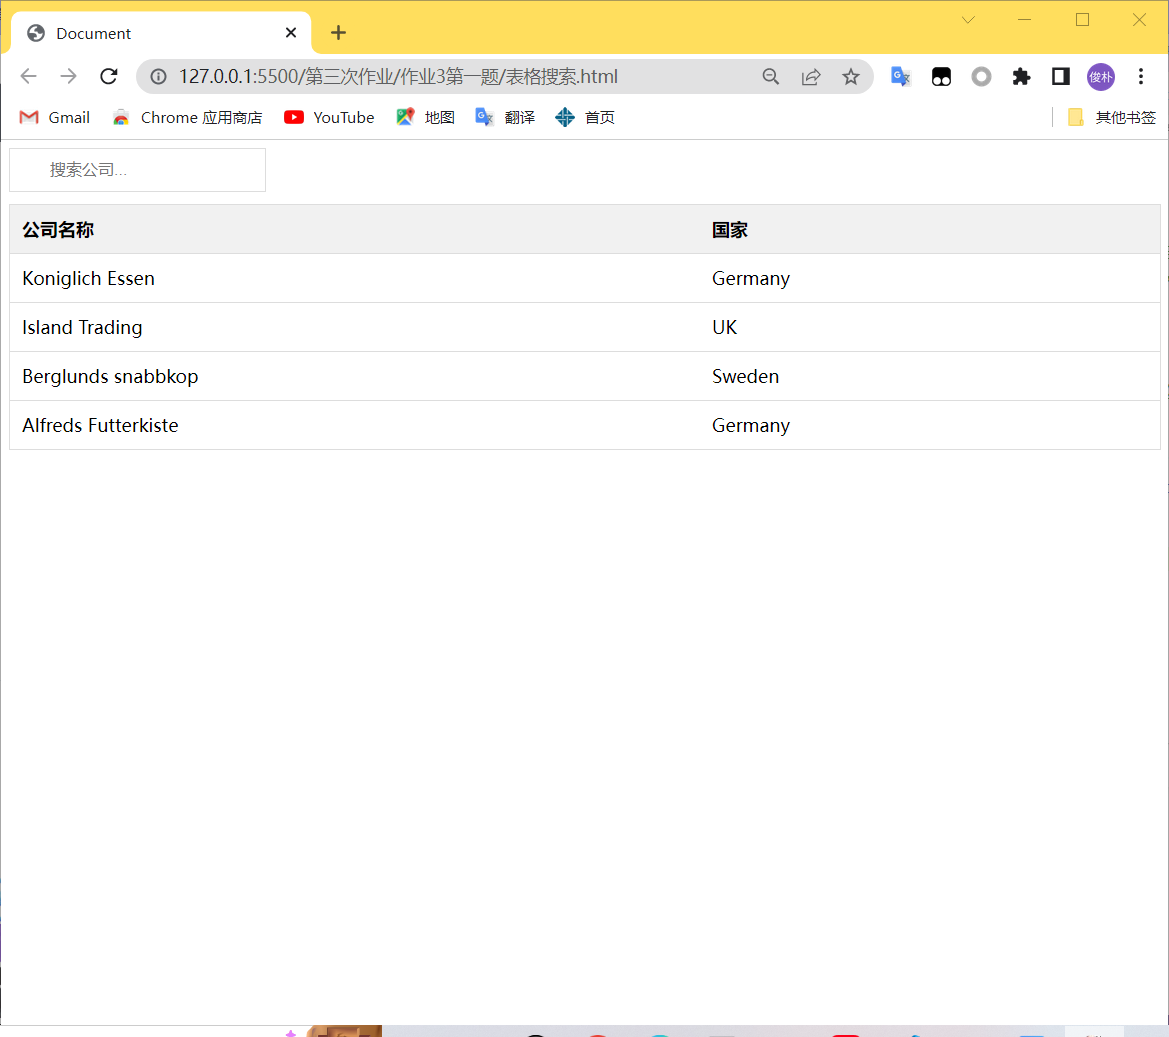 Document
127.0.0.1:5500/第三次作业/作业3第一题/表格搜索.html
俊朴
Gmail Chrome 应用商店 YouTube 地图 翻译 首页 其他书签
搜索公司...
公司名称 国家
Koniglich Essen Germany
Island Trading UK
Berglunds snabbkop Sweden
Alfreds Futterkiste Germany